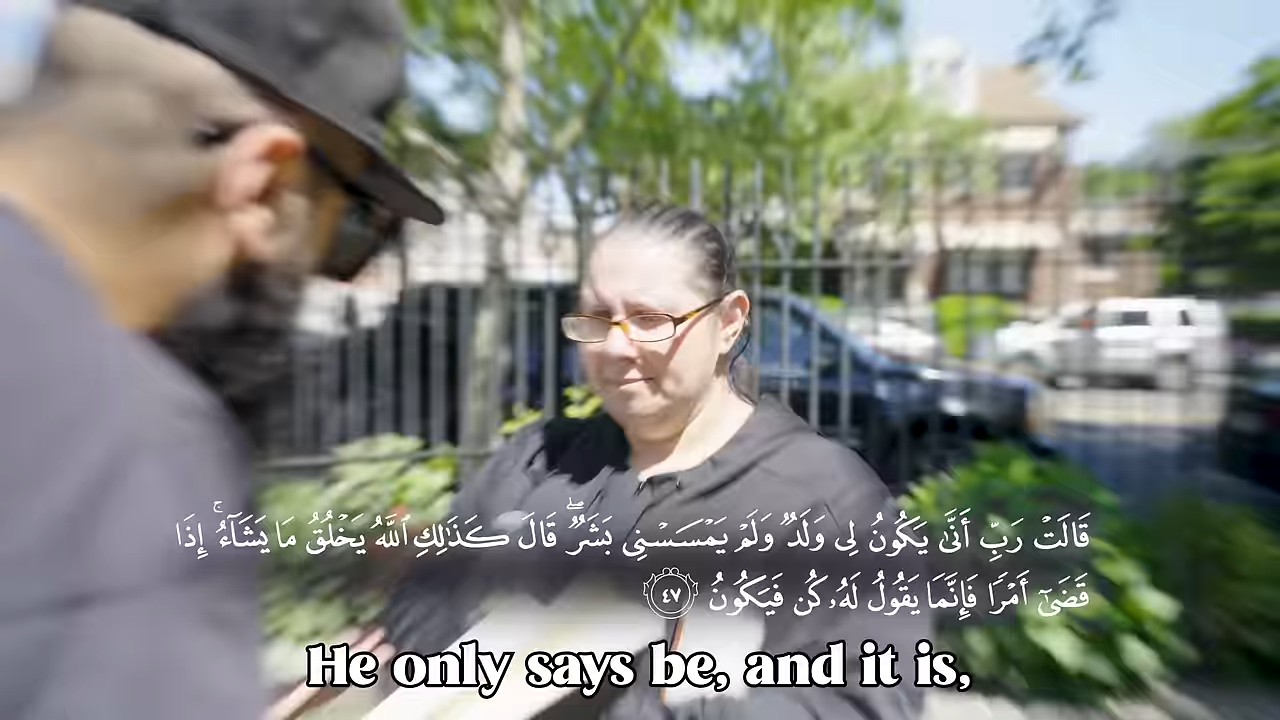 قَالَتْ رَبِّ أَنَّىٰ يَكُونُ لِى وَلَدٌ وَلَمْ يَمْسَسْنِى بَشَرٌ ۖ قَالَ كَذَٰلِكِ ٱللَّهُ يَخْلُقُ مَا يَشَآءُ ۚ إِذَا
قَضَىٰٓ أَمْرًا فَإِنَّمَا يَقُولُ لَهُۥ كُن فَيَكُونُ ٤٧
He only says be, and it is,